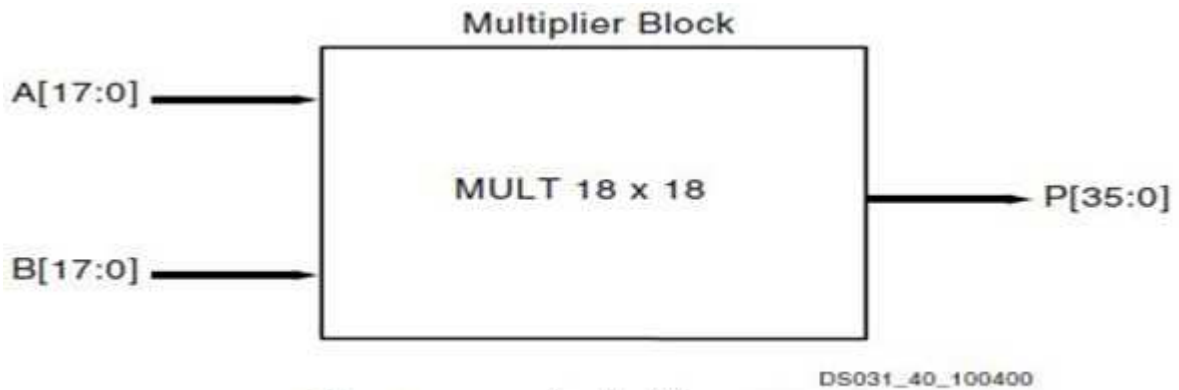 Multiplier Block
A[17:0]
MULT 18 x 18
P[35:0]
B[17:0]
DS031_40_100400